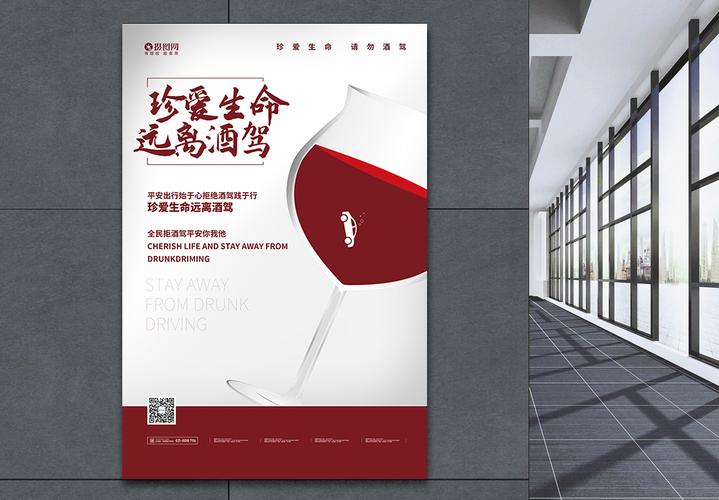 摄图网
珍爱生命 请勿酒驾
珍爱生命
远离酒驾
平安出行始于心拒绝酒驾践于行
珍爱生命远离酒驾
全民拒酒驾平安你我他
CHERISH LIFE AND STAY AWAY FROM
DRUNKDRIMING
STAY AWAY
FROM DRUNK
DRIVING